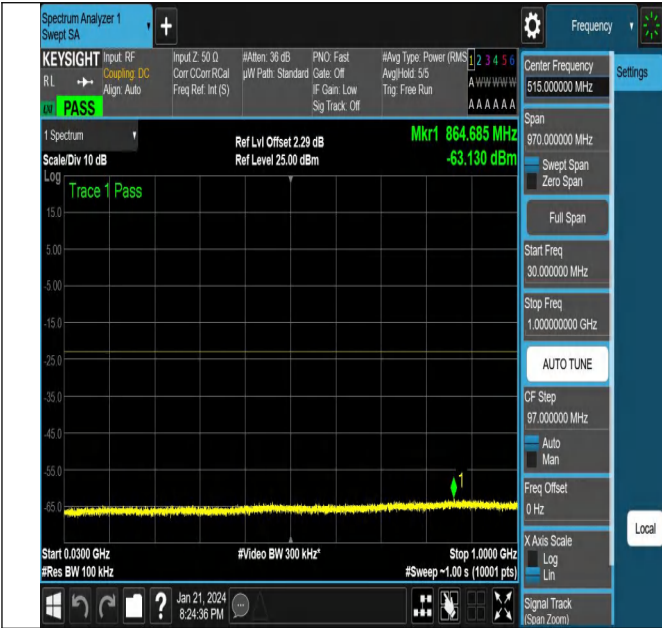 Spectrum Analyzer 1
Swept SA
+
Frequency
KEYSIGHT
RL
LXI
PASS
Input: RF
Coupling: DC
Align: Auto
Input Z: 50 Ω
Corr CCorr RCal
Freq Ref: Int (S)
#Atten: 36 dB
µW Path: Standard
PNO: Fast
Gate: Off
IF Gain: Low
Sig Track: Off
#Avg Type: Power (RMS
Avg|Hold: 5/5
Trig: Free Run
1 2 3 4 5 6
A W W W W W
A A A A A A
Center Frequency
515.000000 MHz
Settings
Span
970.000000 MHz
Swept Span
Zero Span
Full Span
Start Freq
30.000000 MHz
Stop Freq
1.000000000 GHz
AUTO TUNE
CF Step
97.000000 MHz
Auto
Man
Freq Offset
0 Hz
X Axis Scale
Log
Lin
Signal Track
(Span Zoom)
Local
1 Spectrum
Scale/Div 10 dB
Ref Lvl Offset 2.29 dB
Ref Level 25.00 dBm
Mkr1 864.685 MHz
-63.130 dBm
Log
Trace 1 Pass
15.0
5.00
-5.00
-15.0
-25.0
-35.0
-45.0
-55.0
-65.0
1
Start 0.0300 GHz
#Res BW 100 kHz
#Video BW 300 kHz*
Stop 1.0000 GHz
#Sweep ~1.00 s (10001 pts)
?
Jan 21, 2024
8:24:36 PM